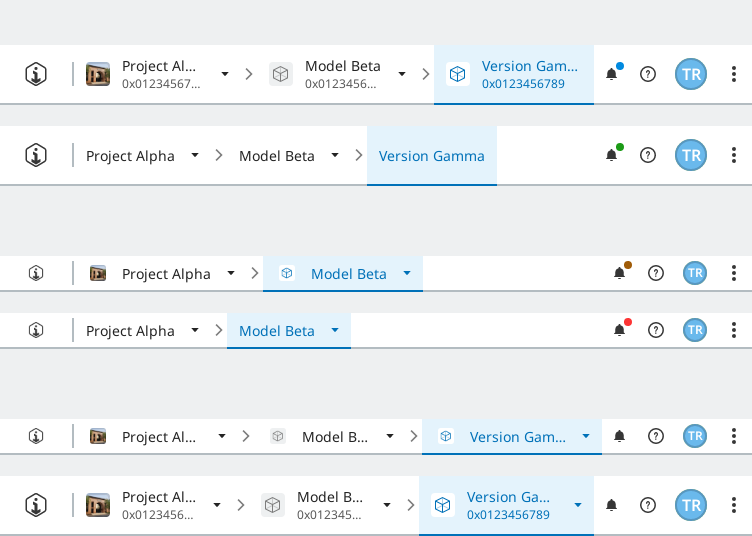 Project Al... Model Beta Version Gam... TR
0x01234567... 0x0123456... 0x0123456789
Project Alpha Model Beta Version Gamma TR
Project Alpha Model Beta TR
Project Alpha Model Beta TR
Project Al... Model B... Version Gam... TR
Project Al... Model B... Version Ga... TR
0x0123456... 0x012345... 0x0123456789